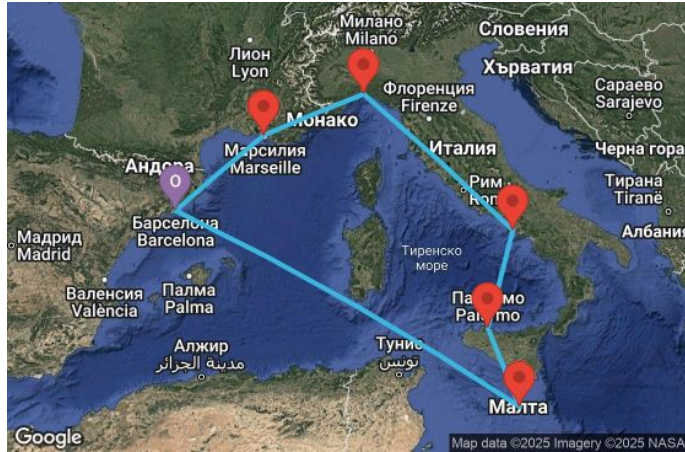 Милано
Milano
Словения
Лион
Lyon
Хърватия
Флоренция
Firenze
Сараево
Sarajevo
Монако
Марсилия
Marseille
Италия
Черна гора
Андора
0
Тирана
Tiranë
Рим
Барселона
Barcelona
Албания
Мадрид
Madrid
Тиренско
море
Палма
Palma
Валенсия
València
Алжир
مدينة الجزائر
Тунис
تونس
Малта
Google
Map data ©2025 Imagery ©2025 NASA